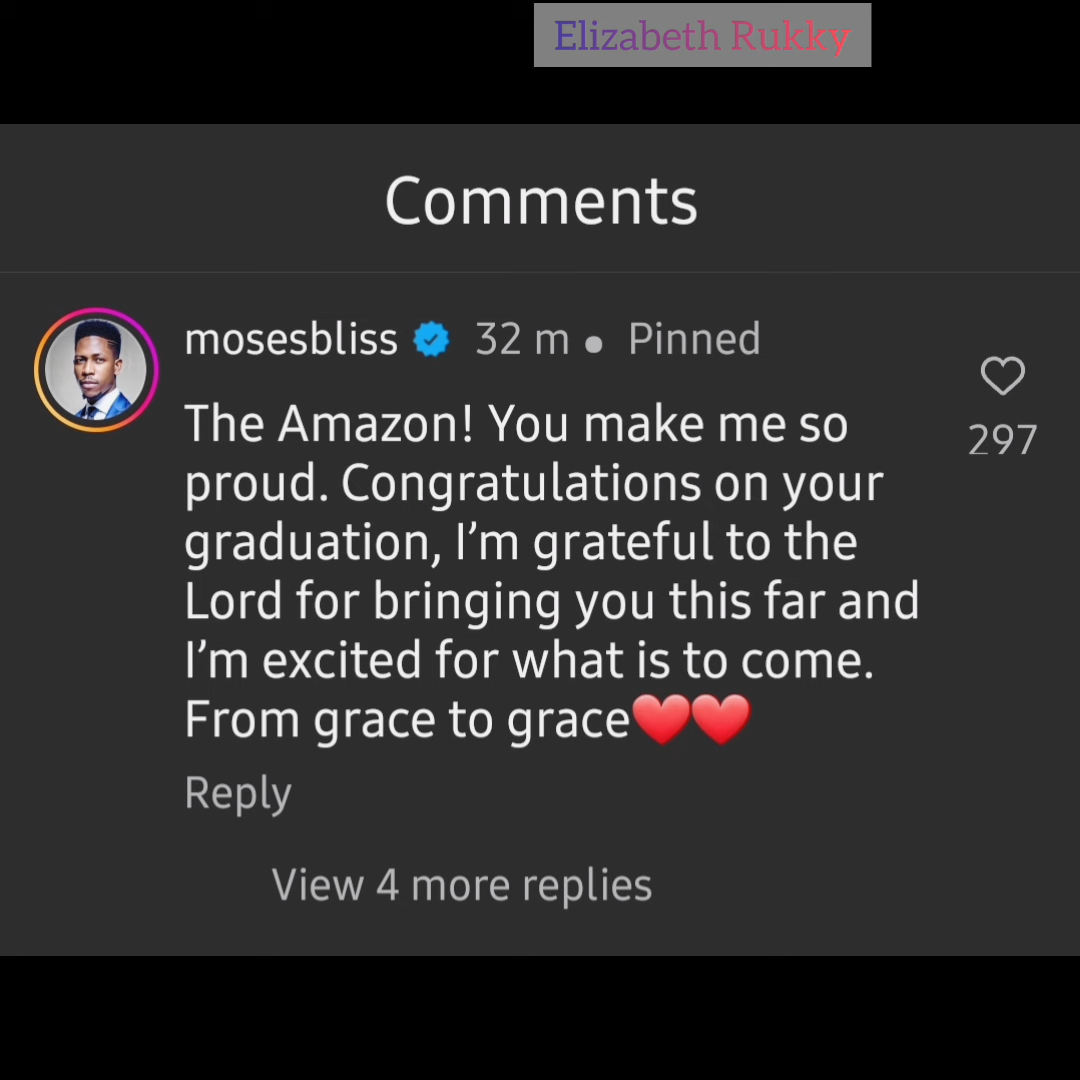 Elizabeth Rukky
Comments
mosesbliss 32 m • Pinned
The Amazon! You make me so
proud. Congratulations on your
graduation, I’m grateful to the
Lord for bringing you this far and
I’m excited for what is to come.
From grace to grace❤️❤️
297
Reply
View 4 more replies